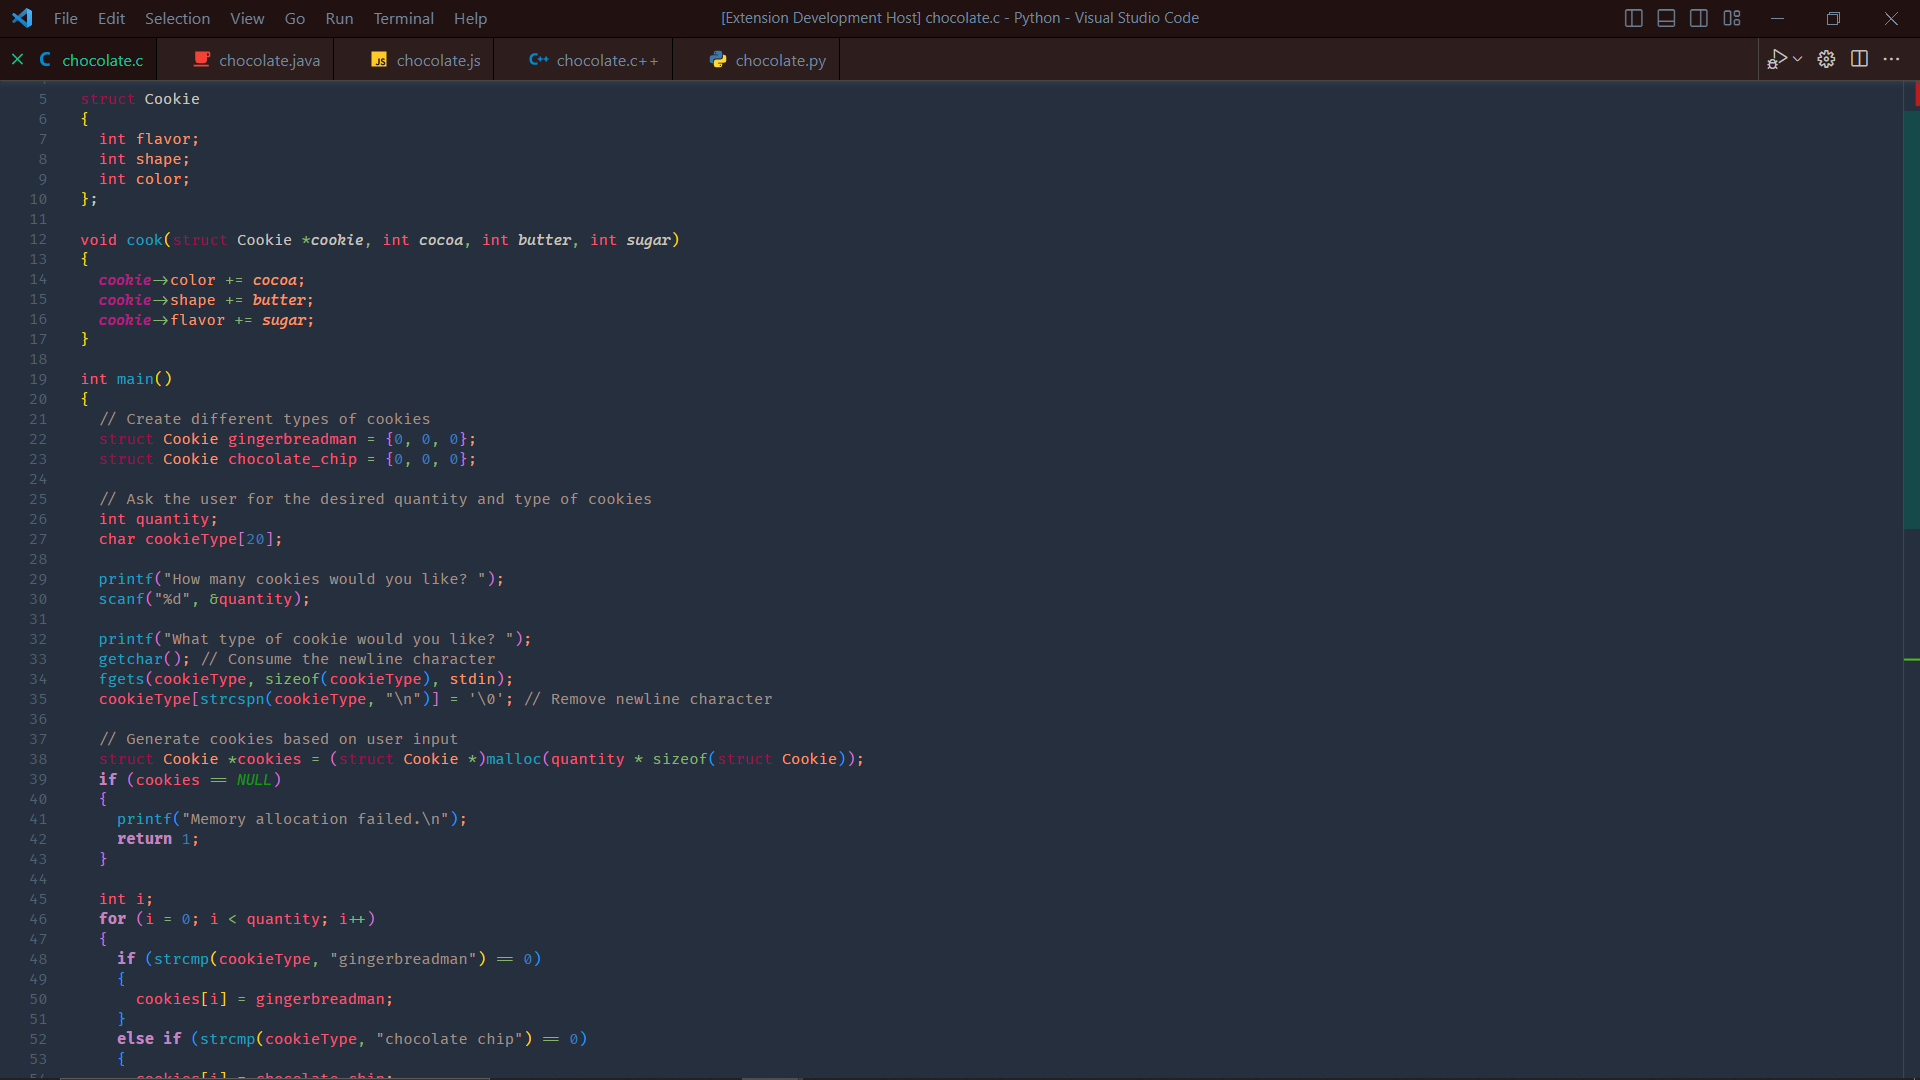 File Edit Selection View Go Run Terminal Help [Extension Development Host] chocolate.c - Python - Visual Studio Code
chocolate.c chocolate.java chocolate.js chocolate.c++ chocolate.py
5 struct Cookie
6 {
7 int flavor;
8 int shape;
9 int color;
10 };
11
12 void cook(struct Cookie *cookie, int cocoa, int butter, int sugar)
13 {
14 cookie->color += cocoa;
15 cookie->shape += butter;
16 cookie->flavor += sugar;
17 }
18
19 int main()
20 {
21 // Create different types of cookies
22 struct Cookie gingerbreadman = {0, 0, 0};
23 struct Cookie chocolate_chip = {0, 0, 0};
24
25 // Ask the user for the desired quantity and type of cookies
26 int quantity;
27 char cookieType[20];
28
29 printf("How many cookies would you like? ");
30 scanf("%d", &quantity);
31
32 printf("What type of cookie would you like? ");
33 getchar(); // Consume the newline character
34 fgets(cookieType, sizeof(cookieType), stdin);
35 cookieType[strcspn(cookieType, "\n")] = '\0'; // Remove newline character
36
37 // Generate cookies based on user input
38 struct Cookie *cookies = (struct Cookie *)malloc(quantity * sizeof(struct Cookie));
39 if (cookies == NULL)
40 {
41 printf("Memory allocation failed.\n");
42 return 1;
43 }
44
45 int i;
46 for (i = 0; i < quantity; i++)
47 {
48 if (strcmp(cookieType, "gingerbreadman") == 0)
49 {
50 cookies[i] = gingerbreadman;
51 }
52 else if (strcmp(cookieType, "chocolate chip") == 0)
53 {
54 cookies[i] = chocolate_chip;